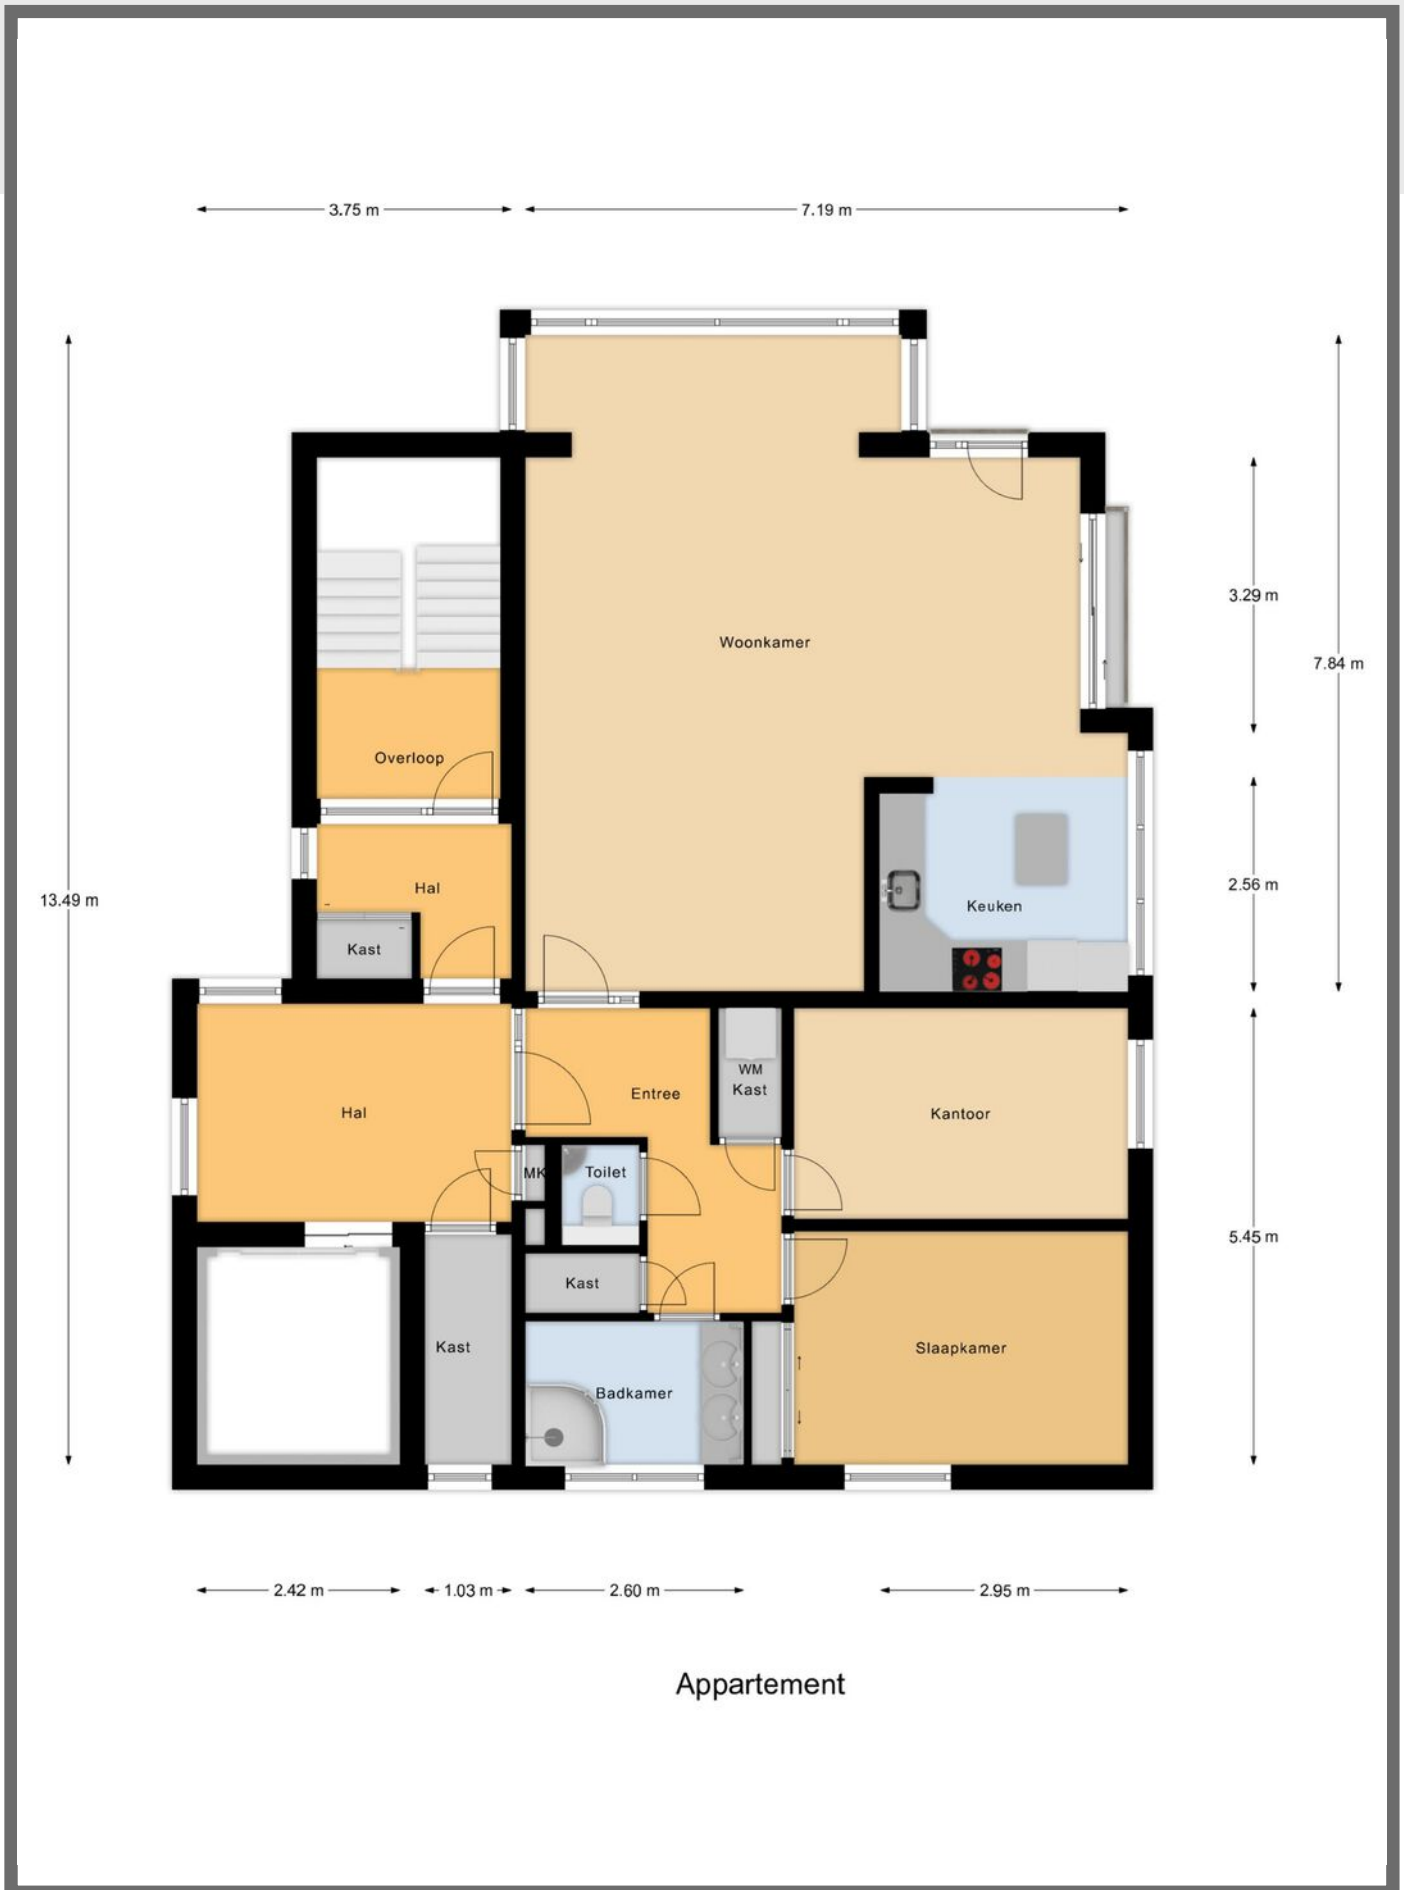 3.75 m
7.19 m
3.29 m
Woonkamer
7.84 m
Overloop
Hal
2.56 m
13.49 m
Keuken
Kast
WM
Kast
Entree
Hal
Kantoor
MK
Toilet
5.45 m
Kast
Kast
Slaapkamer
Badkamer
2.42 m
1.03 m
2.60 m
2.95 m
Appartement